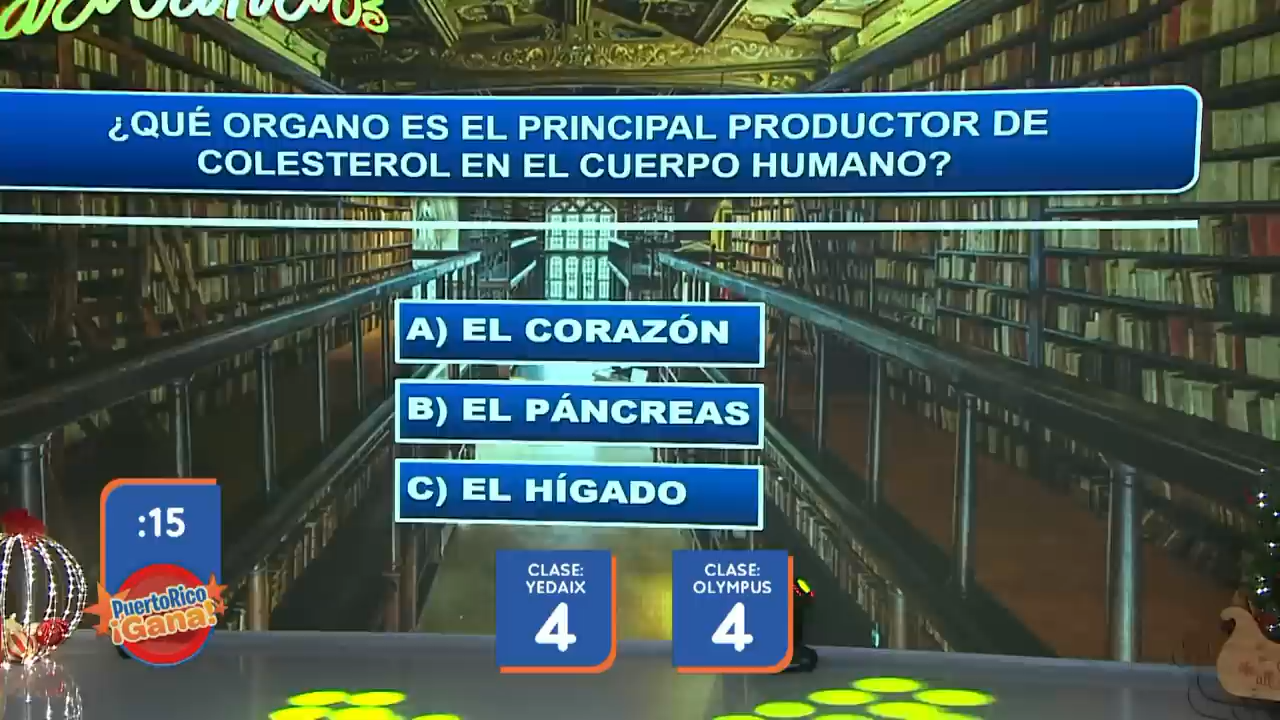 ¿QUÉ ORGANO ES EL PRINCIPAL PRODUCTOR DE
COLESTEROL EN EL CUERPO HUMANO?
A) EL CORAZÓN
B) EL PÁNCREAS
C) EL HÍGADO
:15
PuertoRico
¡Gana!
CLASE:
YEDAIX
4
CLASE:
OLYMPUS
4